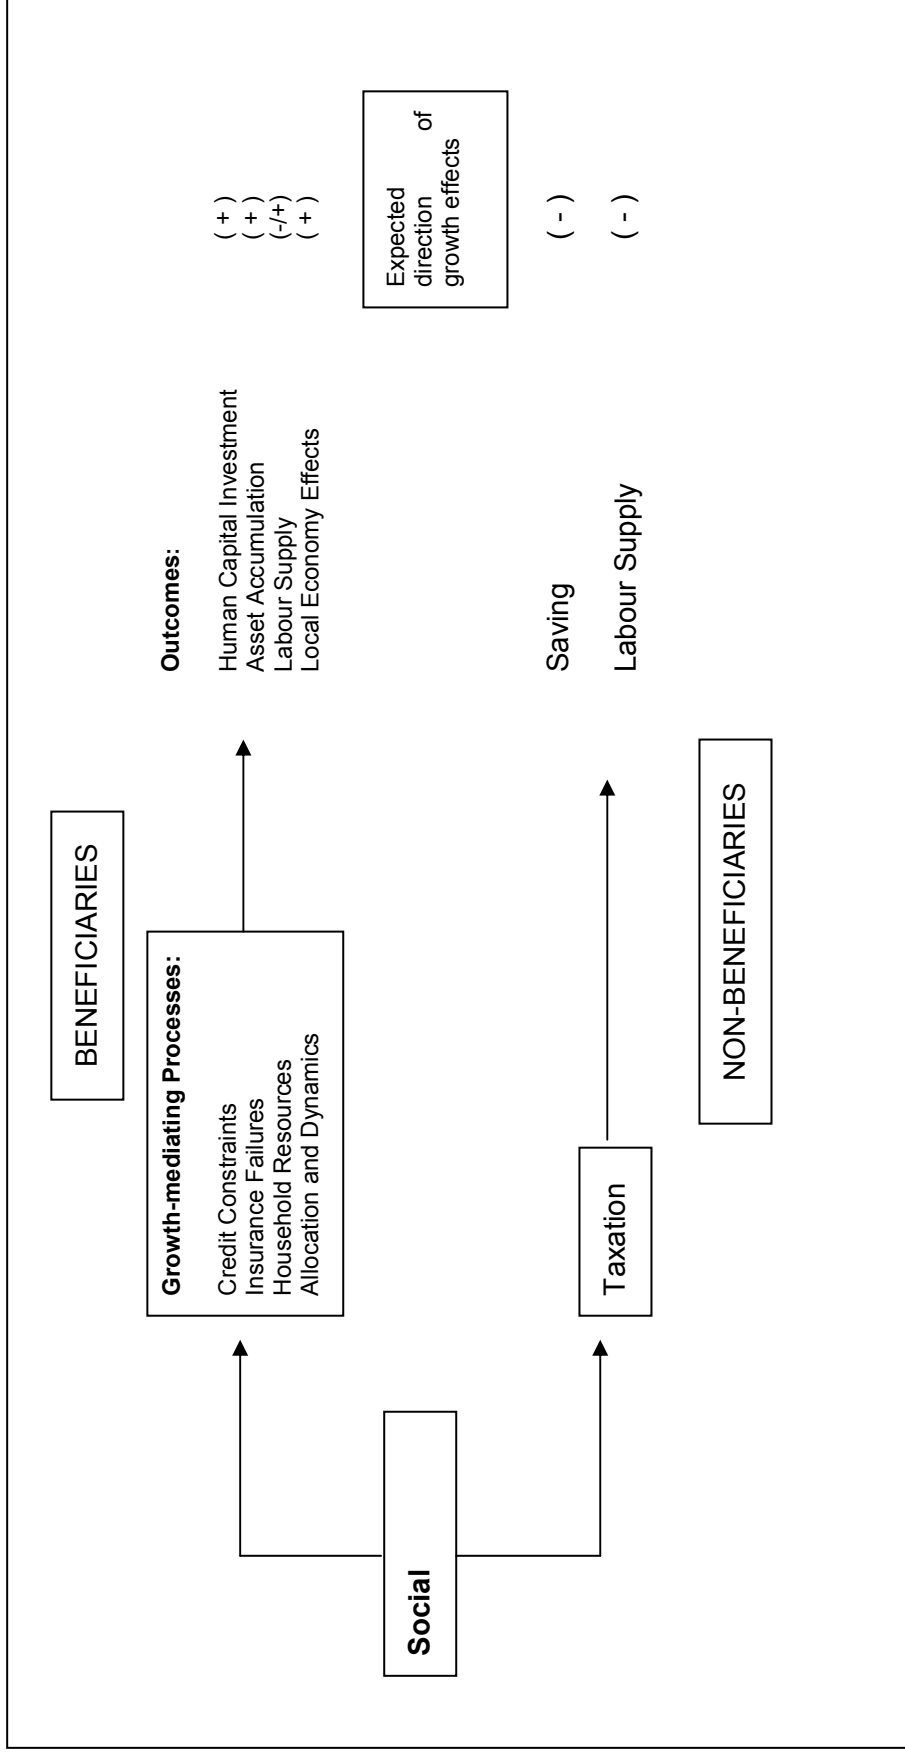 BENEFICIARIES
Growth-mediating Processes:
Credit Constraints
Insurance Failures
Household Resources
Allocation and Dynamics
Outcomes:
Human Capital Investment
Asset Accumulation
Labour Supply
Local Economy Effects
( + )
( + )
(-/+)
( + )
Social
Expected
direction of
growth effects
Taxation
Saving
Labour Supply
( - )
( - )
NON-BENEFICIARIES